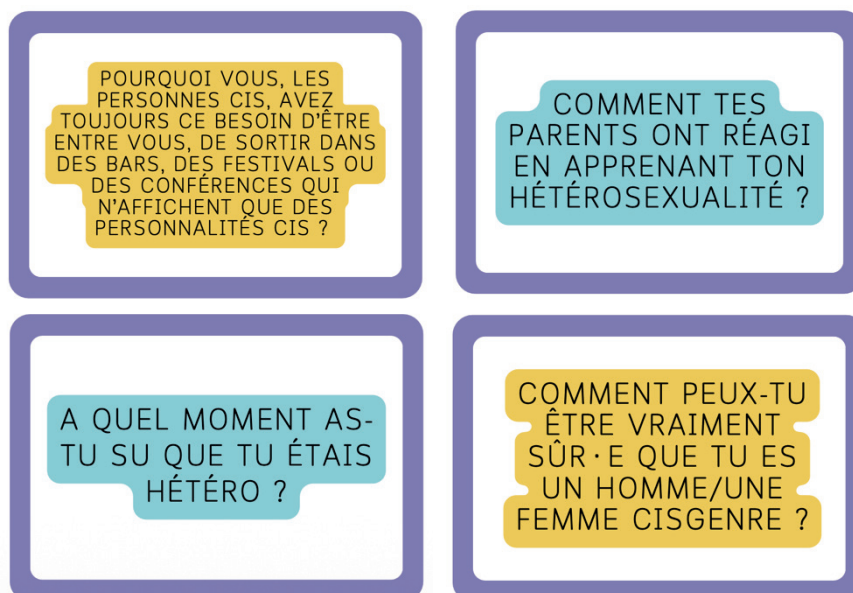 POURQUOI VOUS, LES
PERSONNES CIS, AVEZ
TOUJOURS CE BESOIN D'ÊTRE
ENTRE VOUS, DE SORTIR DANS
DES BARS, DES FESTIVALS OU
DES CONFÉRENCES QUI
N'AFFICHENT QUE DES
PERSONNALITÉS CIS ?
COMMENT TES
PARENTS ONT RÉAGI
EN APPRENANT TON
HÉTÉROSEXUALITÉ ?
A QUEL MOMENT AS-
TU SU QUE TU ÉTAIS
HÉTÉRO ?
COMMENT PEUX-TU
ÊTRE VRAIMENT
SÛR·E QUE TU ES
UN HOMME/UNE
FEMME CISGENRE ?